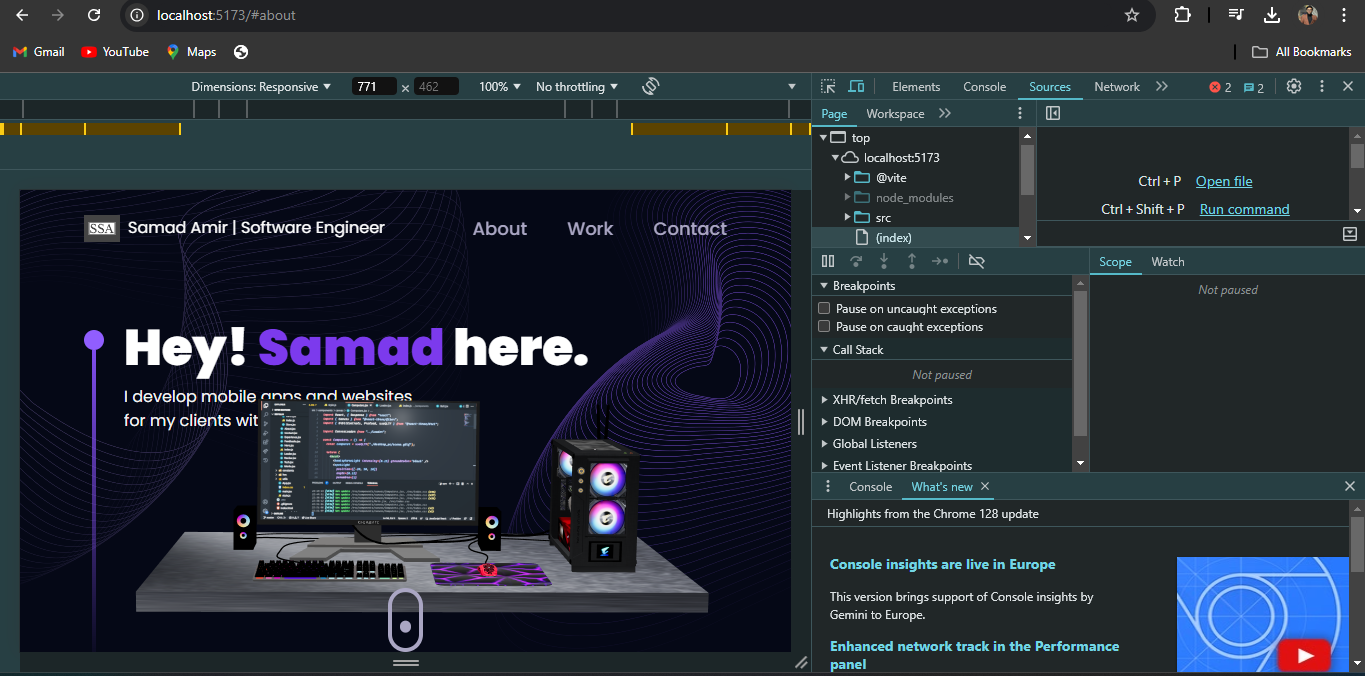 localhost:5173/#about
Gmail YouTube Maps All Bookmarks
Dimensions: Responsive 771 × 462 100% No throttling
Elements Console Sources Network 2 2
Page Workspace
top
localhost:5173
@vite
node_modules
src
(index)
Ctrl + P Open file
Ctrl + Shift + P Run command
SSA Samad Amir | Software Engineer About Work Contact
Hey! Samad here.
I develop mobile apps and websites
for my clients wit
Scope Watch
Not paused
Breakpoints
Pause on uncaught exceptions
Pause on caught exceptions
Call Stack
Not paused
XHR/fetch Breakpoints
DOM Breakpoints
Global Listeners
Event Listener Breakpoints
Console What's new
Highlights from the Chrome 128 update
Console insights are live in Europe
This version brings support of Console insights by
Gemini to Europe.
Enhanced network track in the Performance
panel